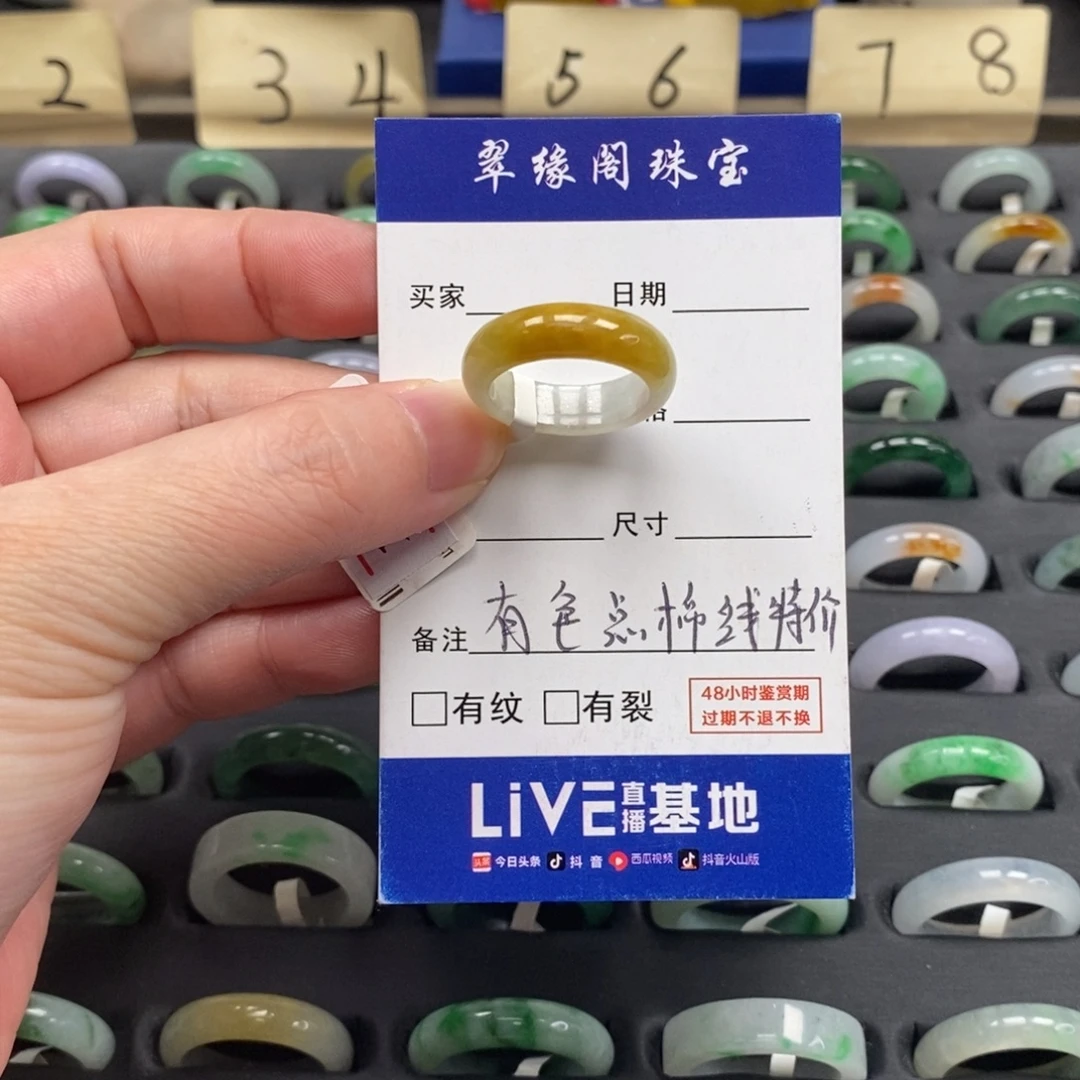 2
3 4
5 6
7 8
翠缘阁珠宝
买家 日期
尺寸
备注 有色点棉线特价
有纹 有裂
48小时鉴赏期
过期不退不换
LiVE直播基地
头条 今日头条 抖音 西瓜视频 抖音火山版